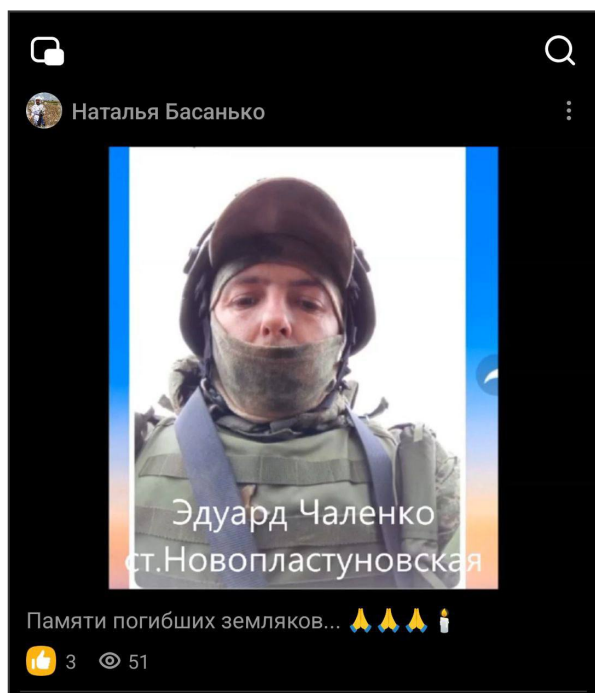 Наталья Басанько
Эдуард Чаленко
ст.Новопластуновская
Памяти погибших земляков... 🙏🙏🙏🕯️
3 51